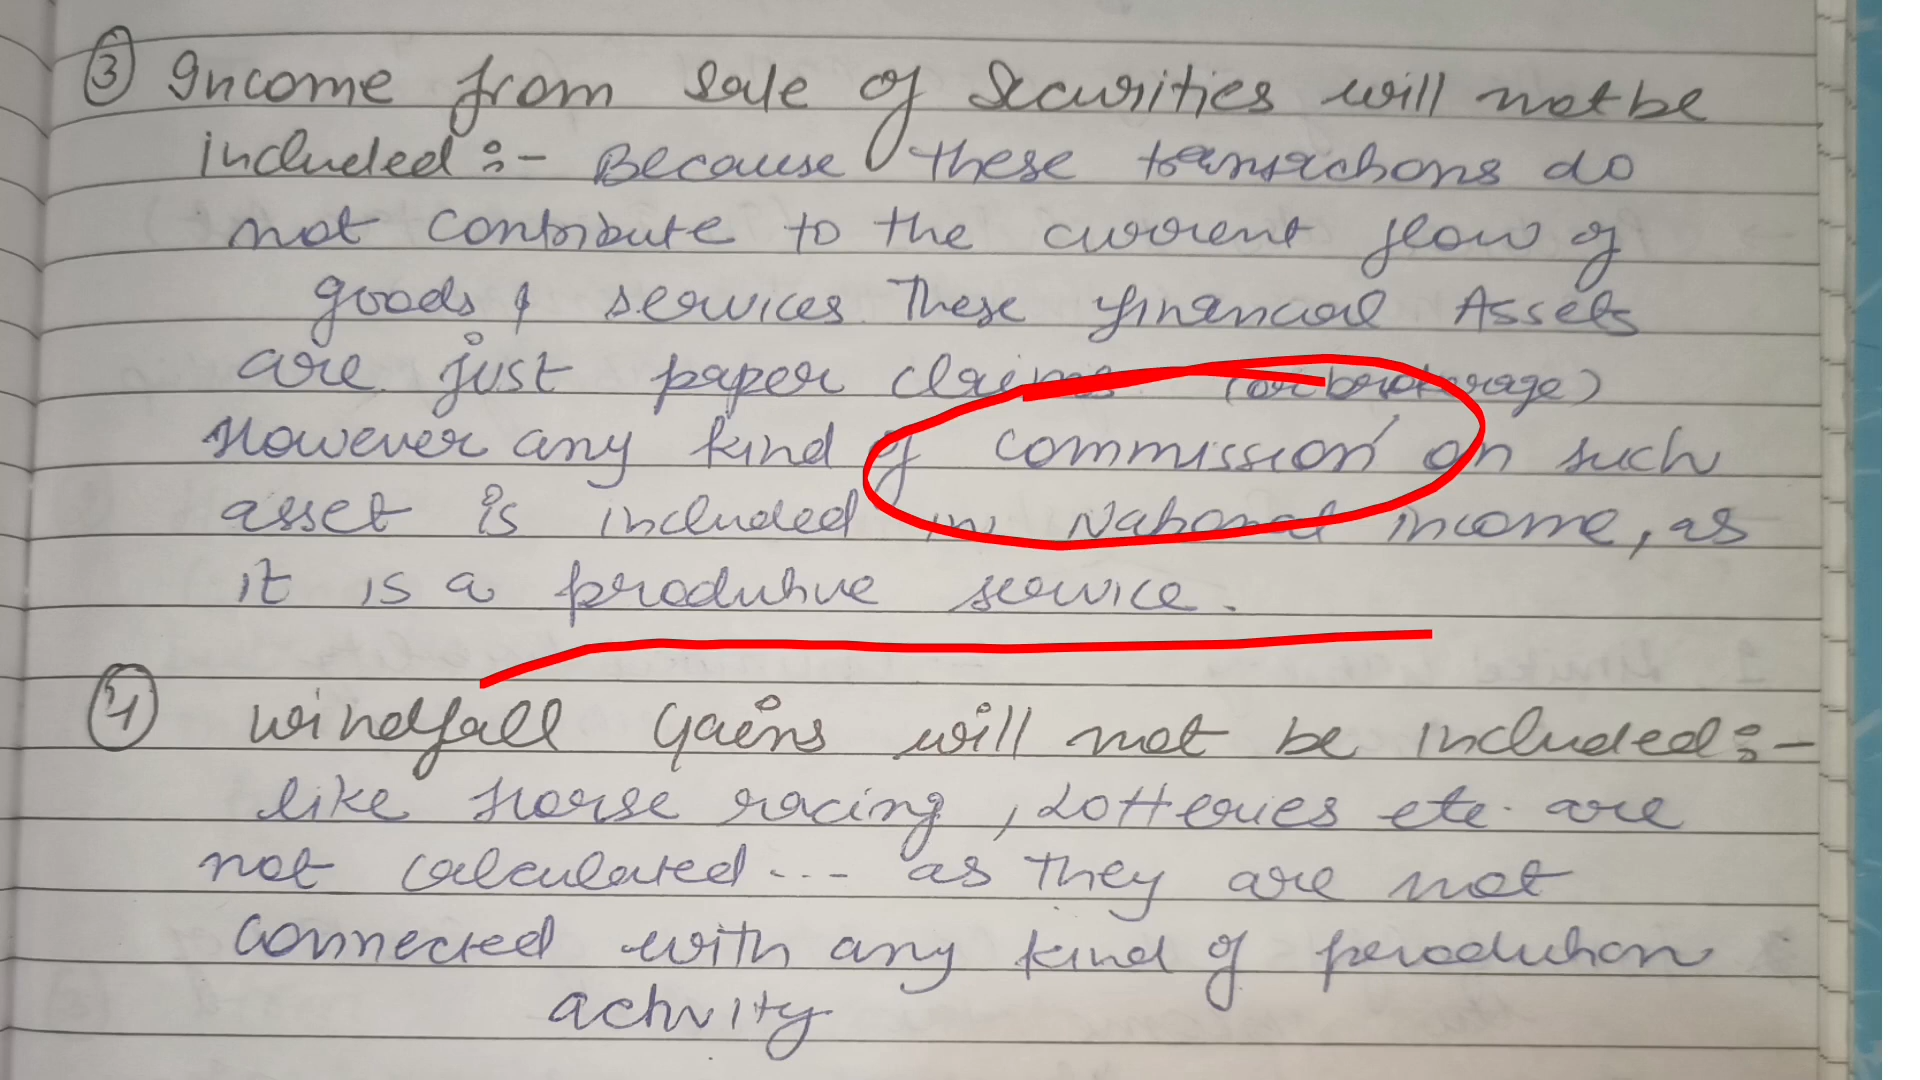 ③ Income from sale of Securities will not be
included :- Because these transactions do
not contribute to the current flow of
goods & services. These financial Assets
are just paper claims (or brokerage)
However any kind of commission on such
asset is included in National income, as
it is a produtive service.
④ Windfall Gains will not be included :-
like Horse racing, Lotteries etc. are
not calculated --- as they are not
connected with any kind of production
activity